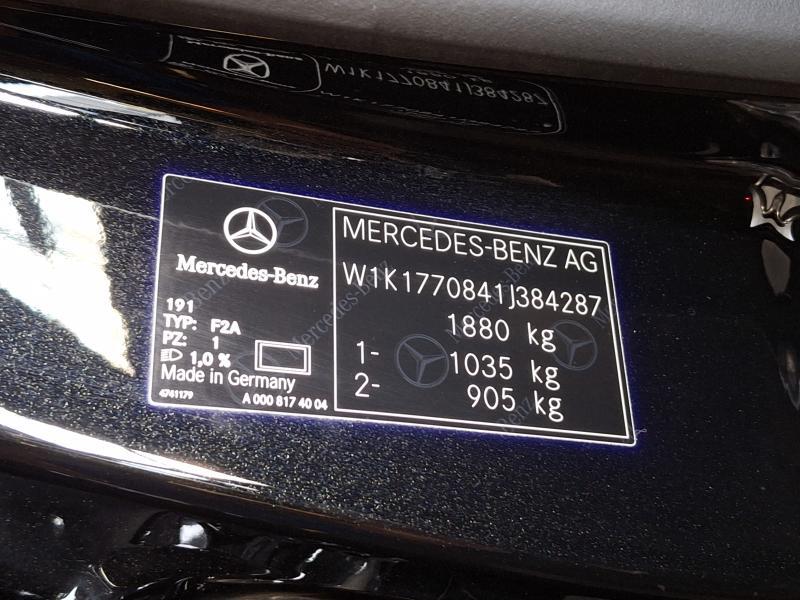 Mercedes-Benz
191
TYP: F2A
PZ: 1
1,0 %
Made in Germany
4741179
A 000 817 40 04
MERCEDES-BENZ AG
W1K1770841J384287
1880 kg
1- 1035 kg
2- 905 kg
W1K1770841J384287